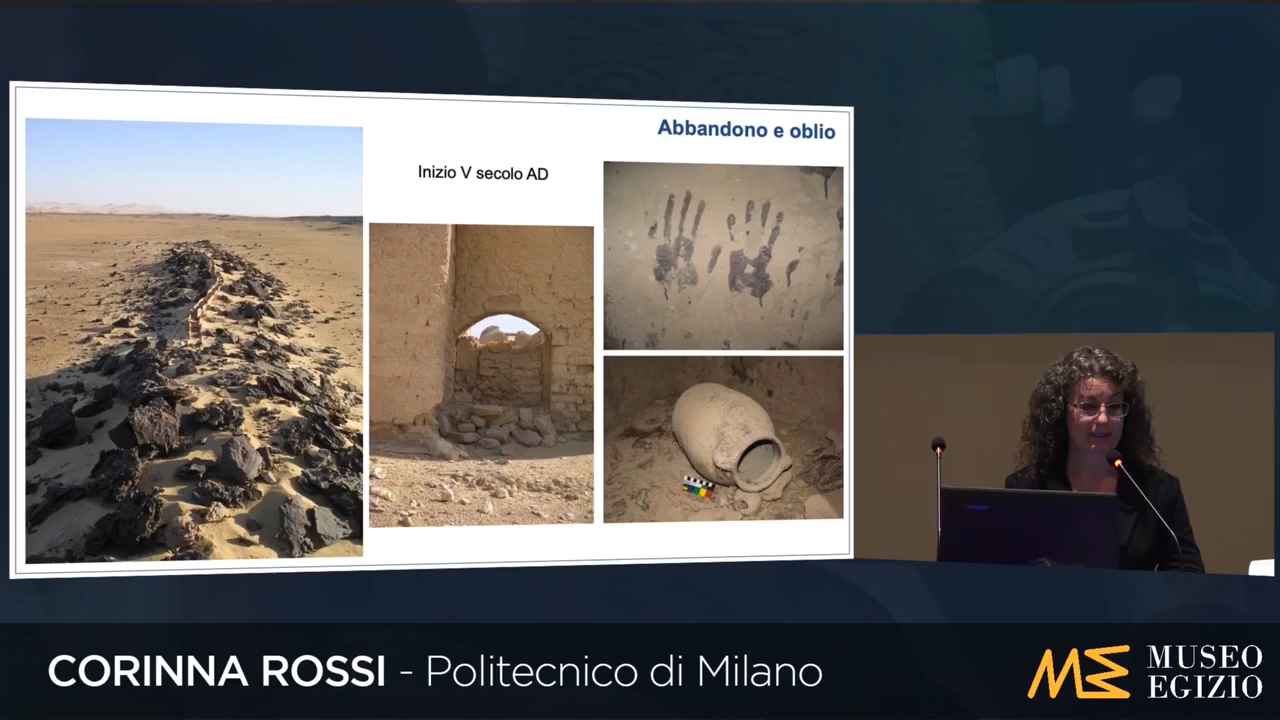 Abbandono e oblio
Inizio V secolo AD
CORINNA ROSSI - Politecnico di Milano
MUSEO
EGIZIO